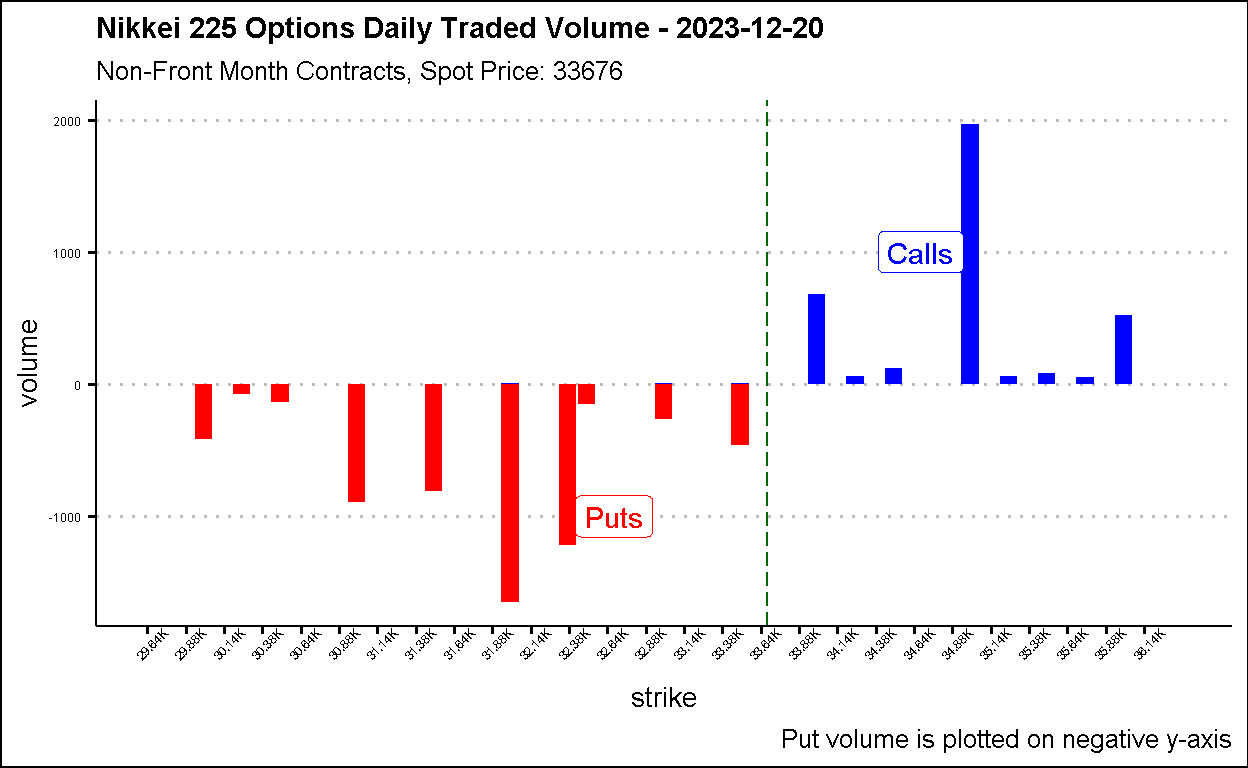 Nikkei 225 Options Daily Traded Volume - 2023-12-20
Non-Front Month Contracts, Spot Price: 33676
2000
1000
0
-1000
volume
Calls
Puts
29.64K 29.88K 30.14K 30.38K 30.64K 30.88K 31.14K 31.38K 31.64K 31.88K 32.14K 32.38K 32.64K 32.88K 33.14K 33.38K 33.64K 33.88K 34.14K 34.38K 34.64K 34.88K 35.14K 35.38K 35.64K 35.88K 36.14K
strike
Put volume is plotted on negative y-axis